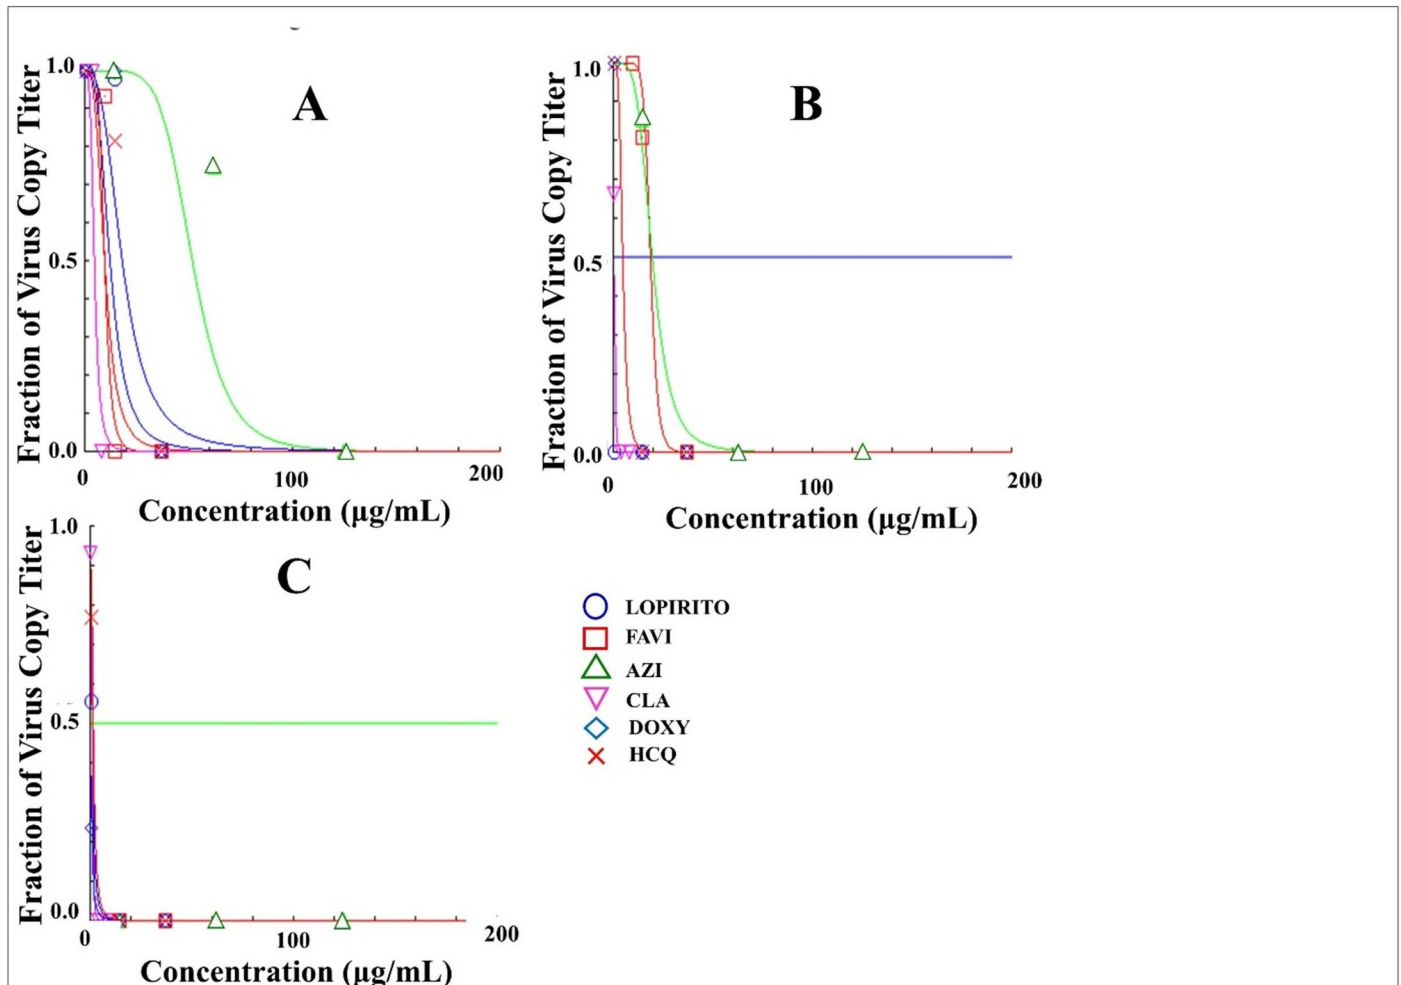 A
Fraction of Virus Copy Titer
1.0
0.5
0.0
0
100
200
Concentration (µg/mL)
B
Fraction of Virus Copy Titer
1.0
0.5
0.0
0
100
200
Concentration (µg/mL)
C
Fraction of Virus Copy Titer
1.0
0.5
0.0
0
100
200
Concentration (µg/mL)
LOPIRITO
FAVI
AZI
CLA
DOXY
HCQ